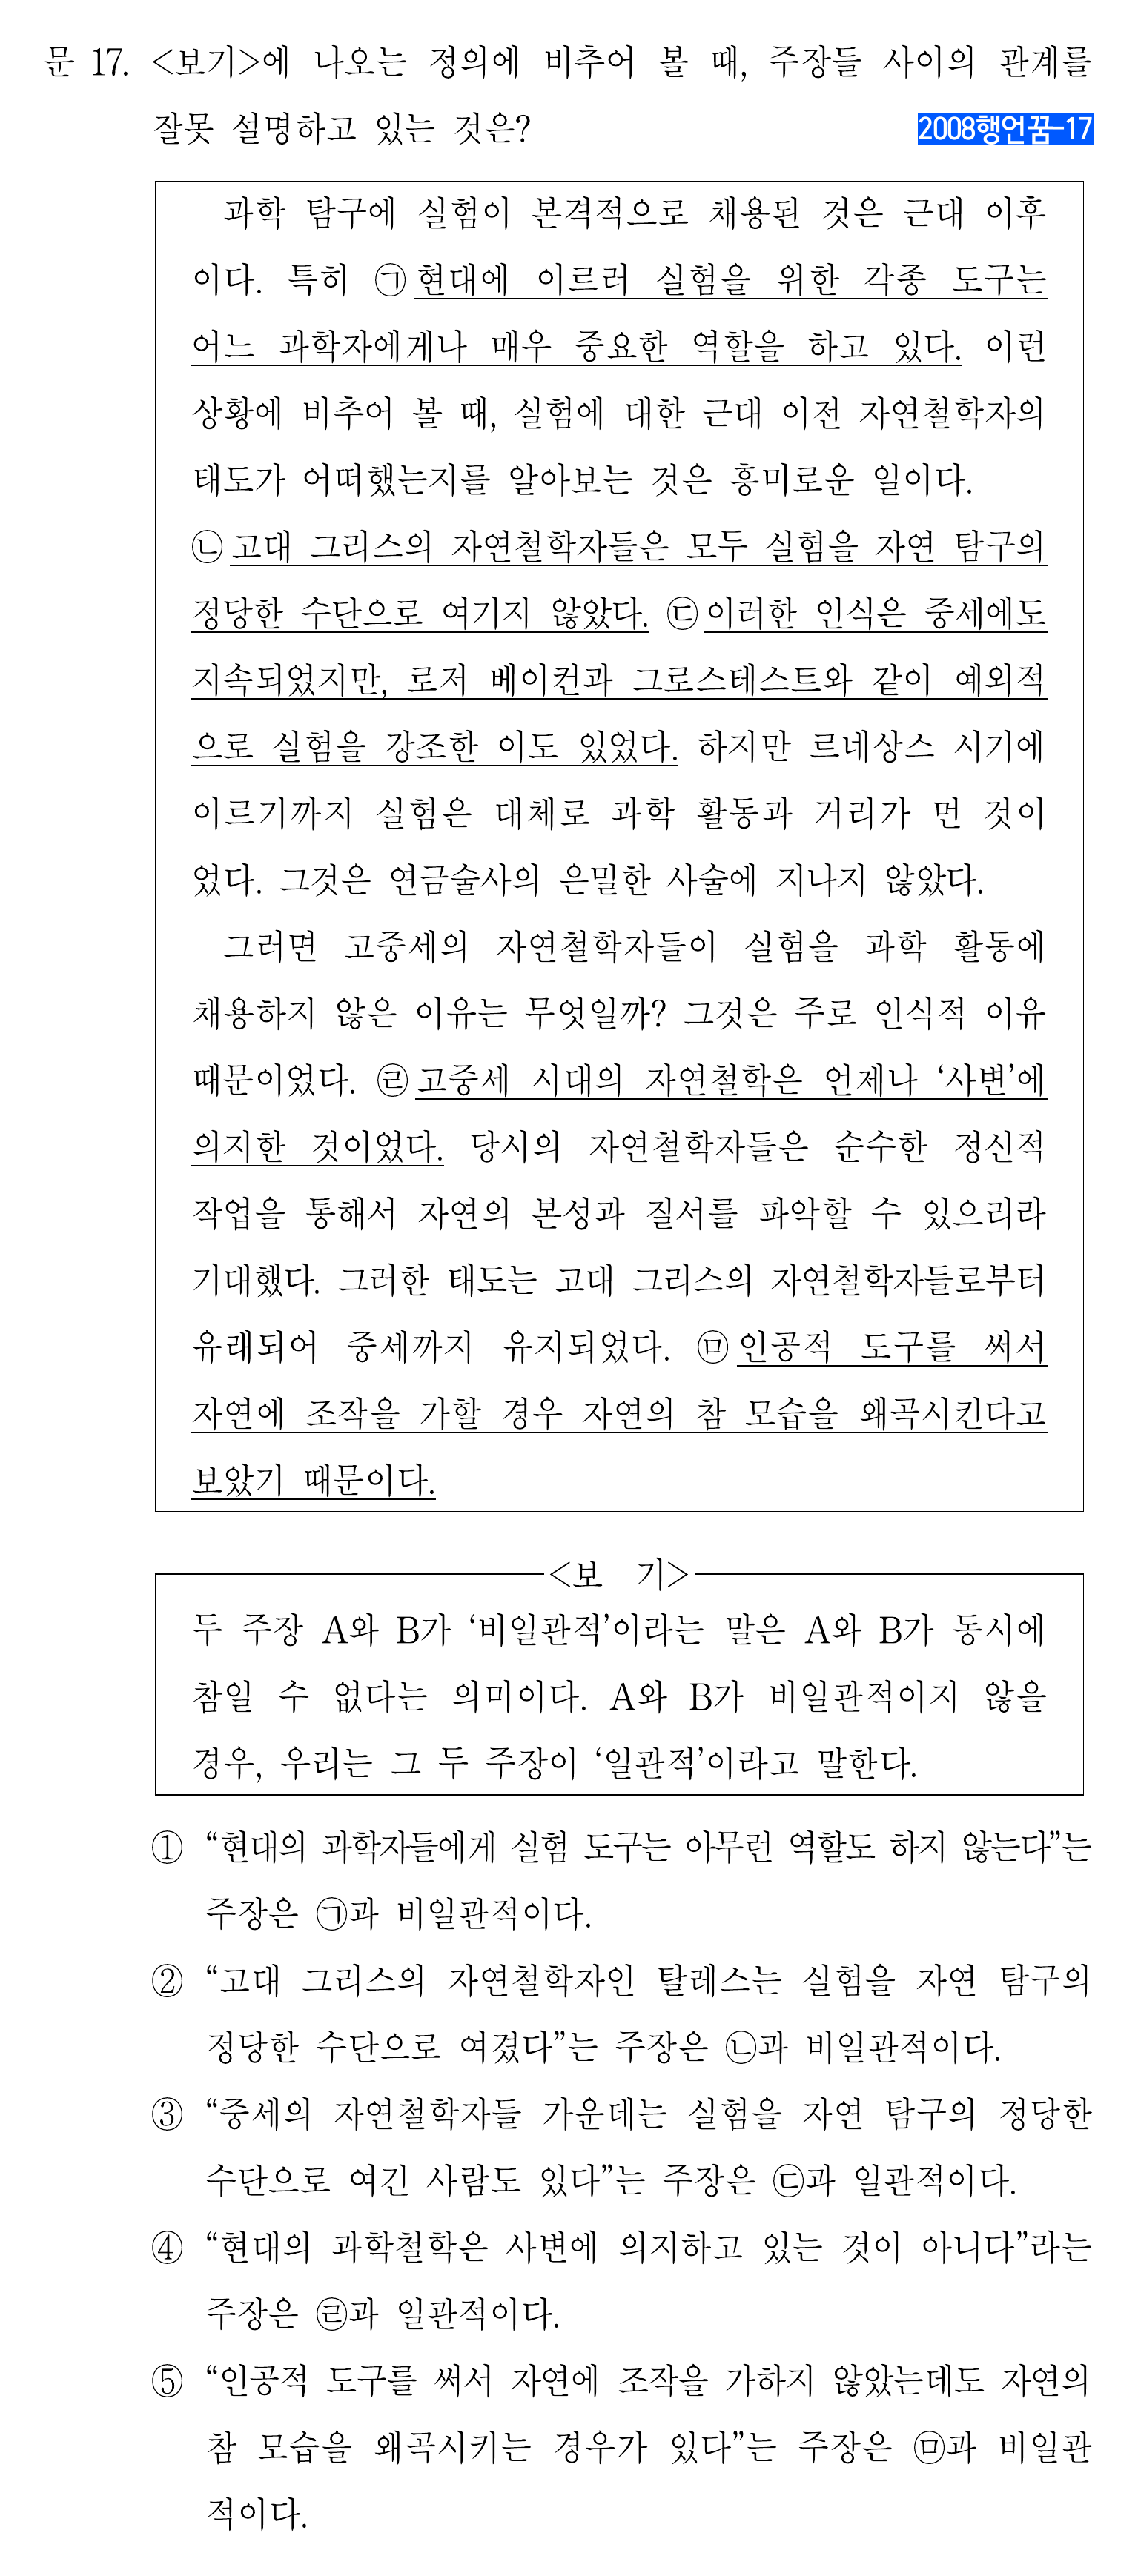 문 17. <보기>에 나오는 정의에 비추어 볼 때, 주장들 사이의 관계를
잘못 설명하고 있는 것은?
2008행언꿈-17
과학 탐구에 실험이 본격적으로 채용된 것은 근대 이후
이다. 특히 ㉠현대에 이르러 실험을 위한 각종 도구는
어느 과학자에게나 매우 중요한 역할을 하고 있다. 이런
상황에 비추어 볼 때, 실험에 대한 근대 이전 자연철학자의
태도가 어떠했는지를 알아보는 것은 흥미로운 일이다.
㉡고대 그리스의 자연철학자들은 모두 실험을 자연 탐구의
정당한 수단으로 여기지 않았다. ㉢이러한 인식은 중세에도
지속되었지만, 로저 베이컨과 그로스테스트와 같이 예외적
으로 실험을 강조한 이도 있었다. 하지만 르네상스 시기에
이르기까지 실험은 대체로 과학 활동과 거리가 먼 것이
었다. 그것은 연금술사의 은밀한 사술에 지나지 않았다.
그러면 고중세의 자연철학자들이 실험을 과학 활동에
채용하지 않은 이유는 무엇일까? 그것은 주로 인식적 이유
때문이었다. ㉣고중세 시대의 자연철학은 언제나 ‘사변’에
의지한 것이었다. 당시의 자연철학자들은 순수한 정신적
작업을 통해서 자연의 본성과 질서를 파악할 수 있으리라
기대했다. 그러한 태도는 고대 그리스의 자연철학자들로부터
유래되어 중세까지 유지되었다. ㉤인공적 도구를 써서
자연에 조작을 가할 경우 자연의 참 모습을 왜곡시킨다고
보았기 때문이다.
<보 기>
두 주장 A와 B가 ‘비일관적’이라는 말은 A와 B가 동시에
참일 수 없다는 의미이다. A와 B가 비일관적이지 않을
경우, 우리는 그 두 주장이 ‘일관적’이라고 말한다.
① “현대의 과학자들에게 실험 도구는 아무런 역할도 하지 않는다”는
주장은 ㉠과 비일관적이다.
② “고대 그리스의 자연철학자인 탈레스는 실험을 자연 탐구의
정당한 수단으로 여겼다”는 주장은 ㉡과 비일관적이다.
③ “중세의 자연철학자들 가운데는 실험을 자연 탐구의 정당한
수단으로 여긴 사람도 있다”는 주장은 ㉢과 일관적이다.
④ “현대의 과학철학은 사변에 의지하고 있는 것이 아니다”라는
주장은 ㉣과 일관적이다.
⑤ “인공적 도구를 써서 자연에 조작을 가하지 않았는데도 자연의
참 모습을 왜곡시키는 경우가 있다”는 주장은 ㉤과 비일관
적이다.